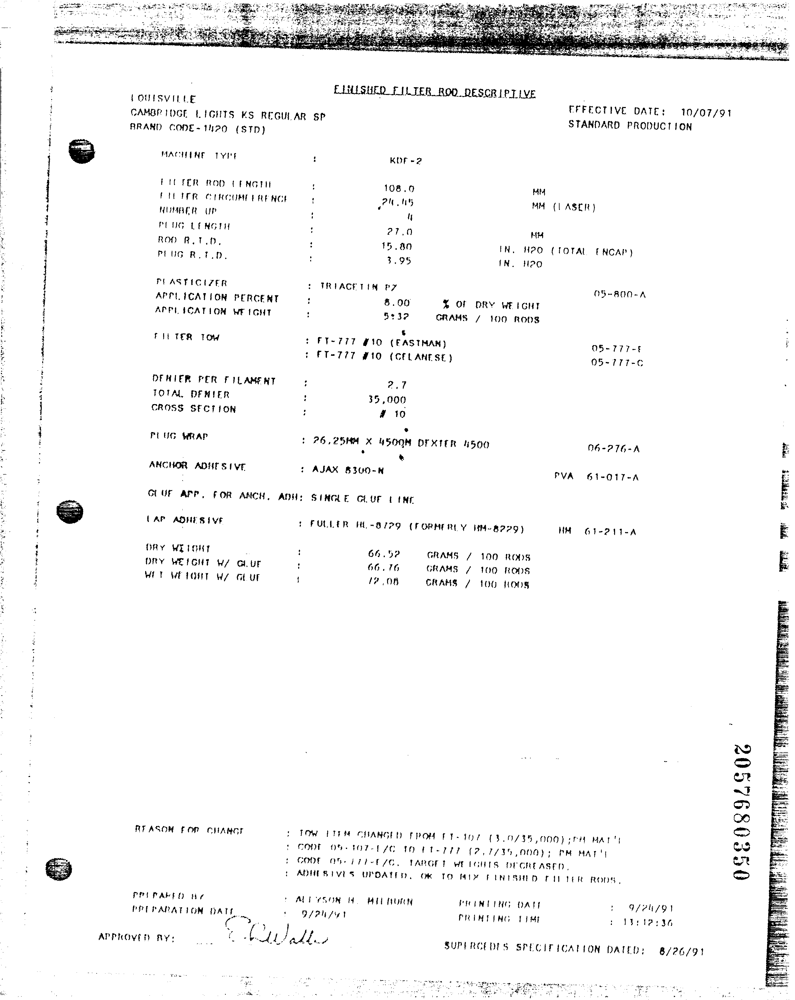 FINISHED FILTER ROD DESCRIPTIVE
LOUISVILLE
CAMBRIDGE LIGHTS KS REGULAR SP
BRAND CODE-1420 (STD)
EFFECTIVE DATE: 10/07/91
STANDARD PRODUCTION
MACHINE TYPE : KDF-2
FILTER ROD LENGTH : 108.0 MM
FILTER CIRCUMFERENCE : 24.45 MM (LASER)
NUMBER UP : 4
PLUG LENGTH : 27.0 MM
ROD R.T.D. : 15.80 IN. H2O (TOTAL ENCAP)
PLUG R.T.D. : 3.95 IN. H2O
PLASTICIZER : TRIACETIN PZ 05-800-A
APPLICATION PERCENT : 8.00 % OF DRY WEIGHT
APPLICATION WEIGHT : 5.32 GRAMS / 100 RODS
FILTER TOW : FT-777 #10 (EASTMAN) 05-777-E
: FT-777 #10 (CELANESE) 05-777-C
DENIER PER FILAMENT : 2.7
TOTAL DENIER : 35,000
CROSS SECTION : # 10
PLUG WRAP : 26.25MM X 4500M DEXTER 4500 06-276-A
ANCHOR ADHESIVE : AJAX 8300-N PVA 61-017-A
GLUE APP. FOR ANCH. ADH: SINGLE GLUE LINE
LAP ADHESIVE : FULLER HL-8729 (FORMERLY HM-8229) HM 61-211-A
DRY WEIGHT : 66.52 GRAMS / 100 RODS
DRY WEIGHT W/ GLUE : 66.76 GRAMS / 100 RODS
WET WEIGHT W/ GLUE : 72.08 GRAMS / 100 RODS
2057680350
REASON FOR CHANGE : TOW ITEM CHANGED FROM FT-107 (3.0/35,000);PM MAT'L
: CODE 05-107-E/C TO FT-777 (2.7/35,000); PM MAT'L
: CODE 05-777-E/C. TARGET WEIGHTS DECREASED.
: ADHESIVES UPDATED. OK TO MIX FINISHED FILTER RODS.
PREPARED BY : ALLYSON H. MILBURN
PREPARATION DATE : 9/24/91
PRINTING DATE : 9/24/91
PRINTING TIME : 13:12:36
APPROVED BY:
SUPERCEDES SPECIFICATION DATED: 8/26/91